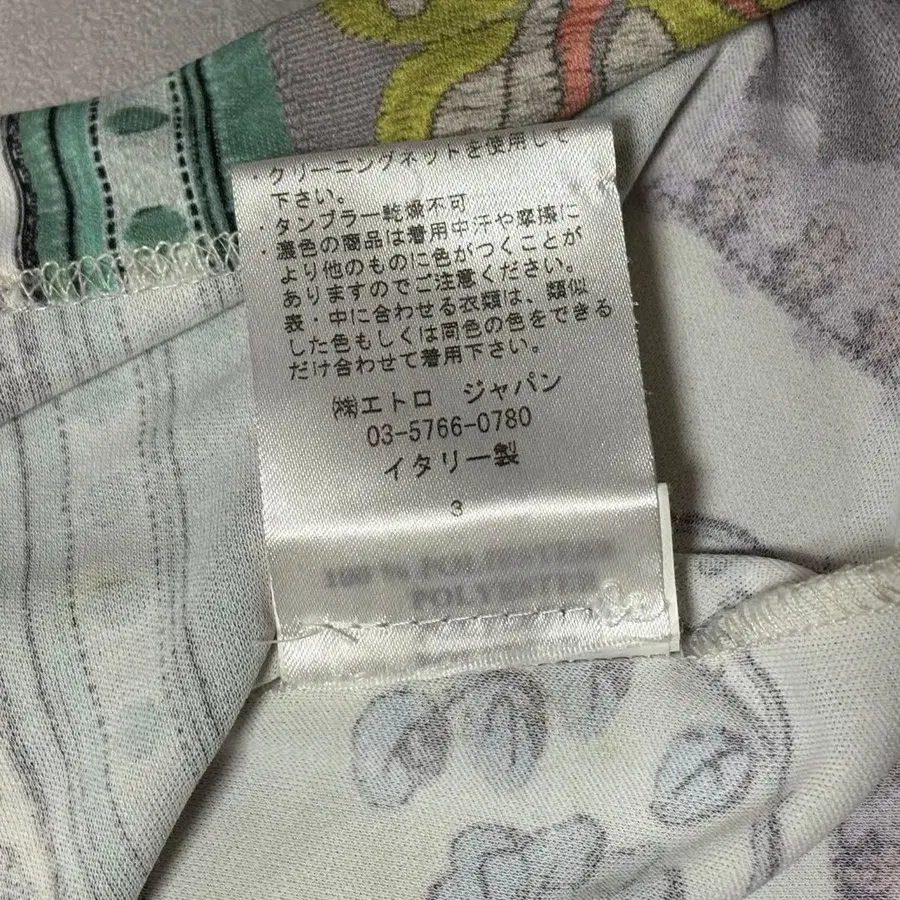 ・クリーニングネットを使用して
下さい。
・タンブラー乾燥不可
・濃色の商品は着用中汗や摩擦に
より他のものに色がつくことが
ありますのでご注意ください。
表・中に合わせる衣類は、類似
した色もしくは同色の色をできる
だけ合わせて着用下さい。
㈱エトロ ジャパン
03-5766-0780
イタリー製
3
100 % POLIESTERE
POLYESTER